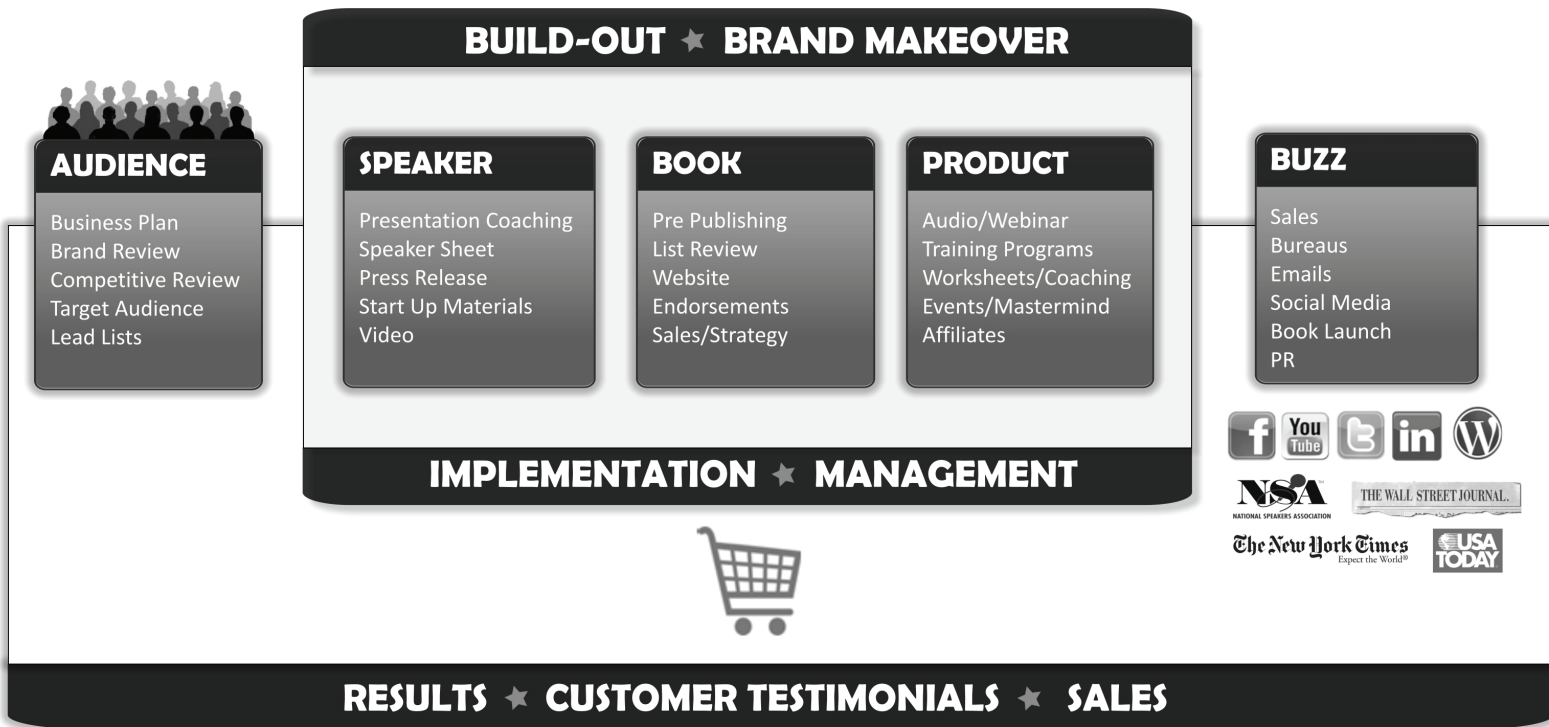 BUILD-OUT ★ BRAND MAKEOVER
AUDIENCE
Business Plan
Brand Review
Competitive Review
Target Audience
Lead Lists
SPEAKER
Presentation Coaching
Speaker Sheet
Press Release
Start Up Materials
Video
BOOK
Pre Publishing
List Review
Website
Endorsements
Sales/Strategy
PRODUCT
Audio/Webinar
Training Programs
Worksheets/Coaching
Events/Mastermind
Affiliates
BUZZ
Sales
Bureaus
Emails
Social Media
Book Launch
PR
IMPLEMENTATION ★ MANAGEMENT
f
You
Tube
t
in
W
NSA
NATIONAL SPEAKERS ASSOCIATION
THE WALL STREET JOURNAL.
The New York Times
Expect the World®
USA
TODAY
RESULTS ★ CUSTOMER TESTIMONIALS ★ SALES